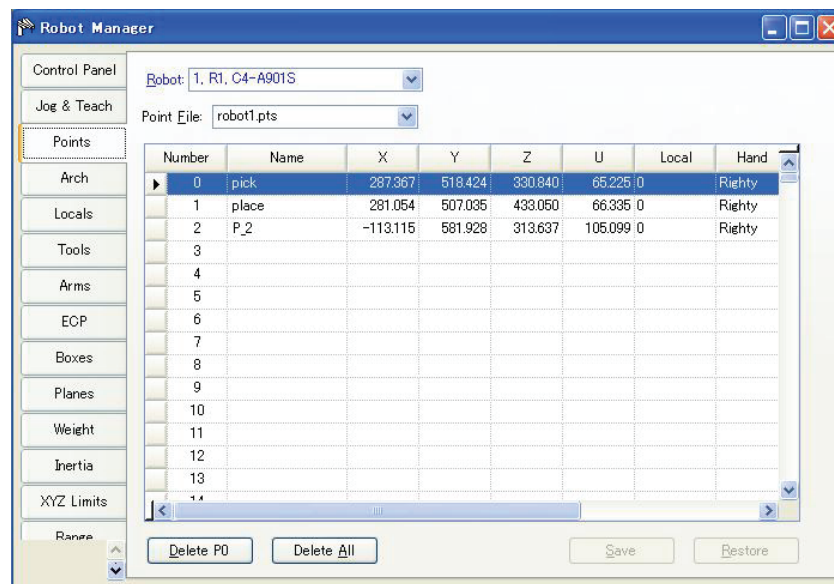 Robot Manager
Control Panel
Jog & Teach
Points
Arch
Locals
Tools
Arms
ECP
Boxes
Planes
Weight
Inertia
XYZ Limits
Range
Robot: 1, R1, C4-A901S
Point File: robot1.pts
Number Name X Y Z U Local Hand
0 pick 287.367 518.424 330.840 65.225 0 Righty
1 place 281.054 507.035 433.050 66.335 0 Righty
2 P_2 -113.115 581.928 313.637 105.099 0 Righty
3
4
5
6
7
8
9
10
11
12
13
14
Delete P0 Delete All Save Restore